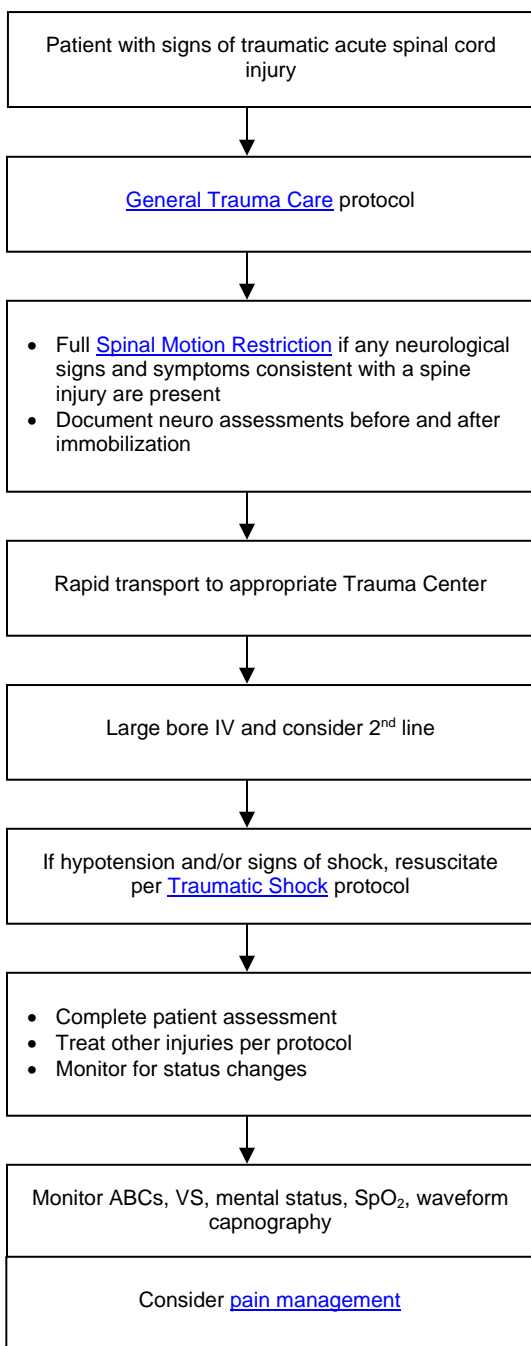 Patient with signs of traumatic acute spinal cord
injury
General Trauma Care protocol
• Full Spinal Motion Restriction if any neurological
signs and symptoms consistent with a spine
injury are present
• Document neuro assessments before and after
immobilization
Rapid transport to appropriate Trauma Center
Large bore IV and consider 2nd line
If hypotension and/or signs of shock, resuscitate
per Traumatic Shock protocol
• Complete patient assessment
• Treat other injuries per protocol
• Monitor for status changes
Monitor ABCs, VS, mental status, SpO2, waveform
capnography
Consider pain management